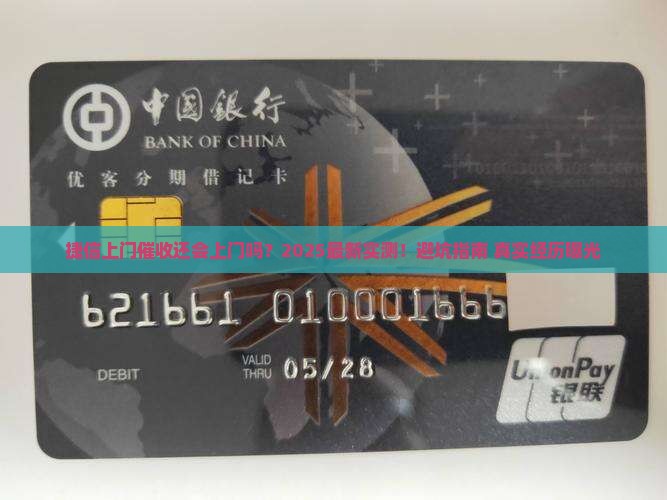 中国銀行
BANK OF CHINA
优客分期借记卡
捷信上门催收还会上门吗？2025最新实测！避坑指南 真实经历曝光
621661 010001666
DEBIT
VALID THRU 05/28
UnionPay
银联